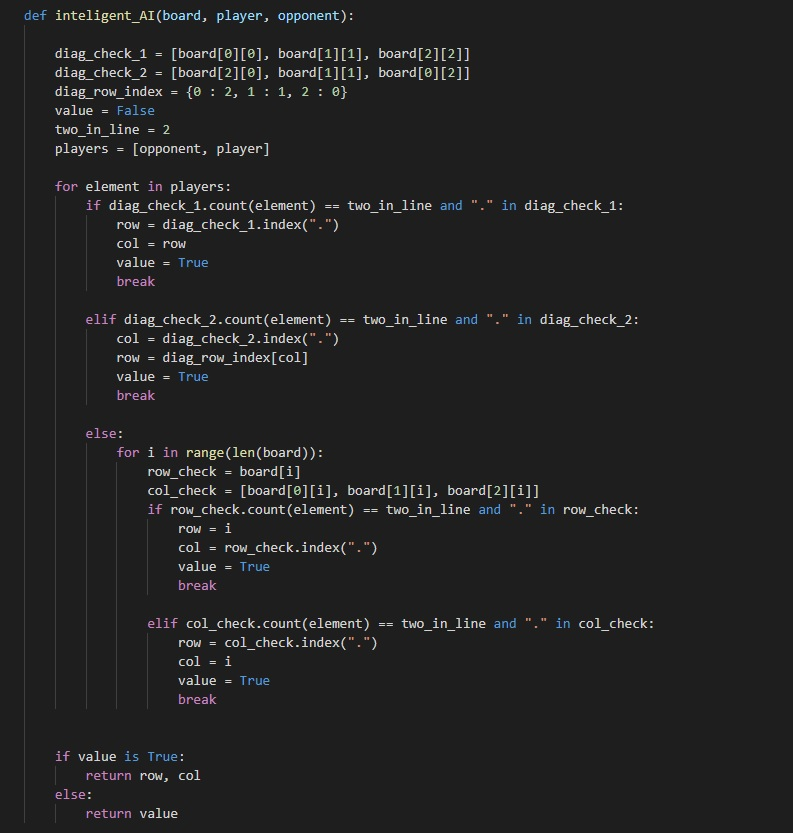 def inteligent_AI(board, player, opponent):

    diag_check_1 = [board[0][0], board[1][1], board[2][2]]
    diag_check_2 = [board[2][0], board[1][1], board[0][2]]
    diag_row_index = {0 : 2, 1 : 1, 2 : 0}
    value = False
    two_in_line = 2
    players = [opponent, player]

    for element in players:
        if diag_check_1.count(element) == two_in_line and "." in diag_check_1:
            row = diag_check_1.index(".")
            col = row
            value = True
            break

        elif diag_check_2.count(element) == two_in_line and "." in diag_check_2:
            col = diag_check_2.index(".")
            row = diag_row_index[col]
            value = True
            break

        else:
            for i in range(len(board)):
                row_check = board[i]
                col_check = [board[0][i], board[1][i], board[2][i]]
                if row_check.count(element) == two_in_line and "." in row_check:
                    row = i
                    col = row_check.index(".")
                    value = True
                    break

                elif col_check.count(element) == two_in_line and "." in col_check:
                    row = col_check.index(".")
                    col = i
                    value = True
                    break


    if value is True:
        return row, col
    else:
        return value